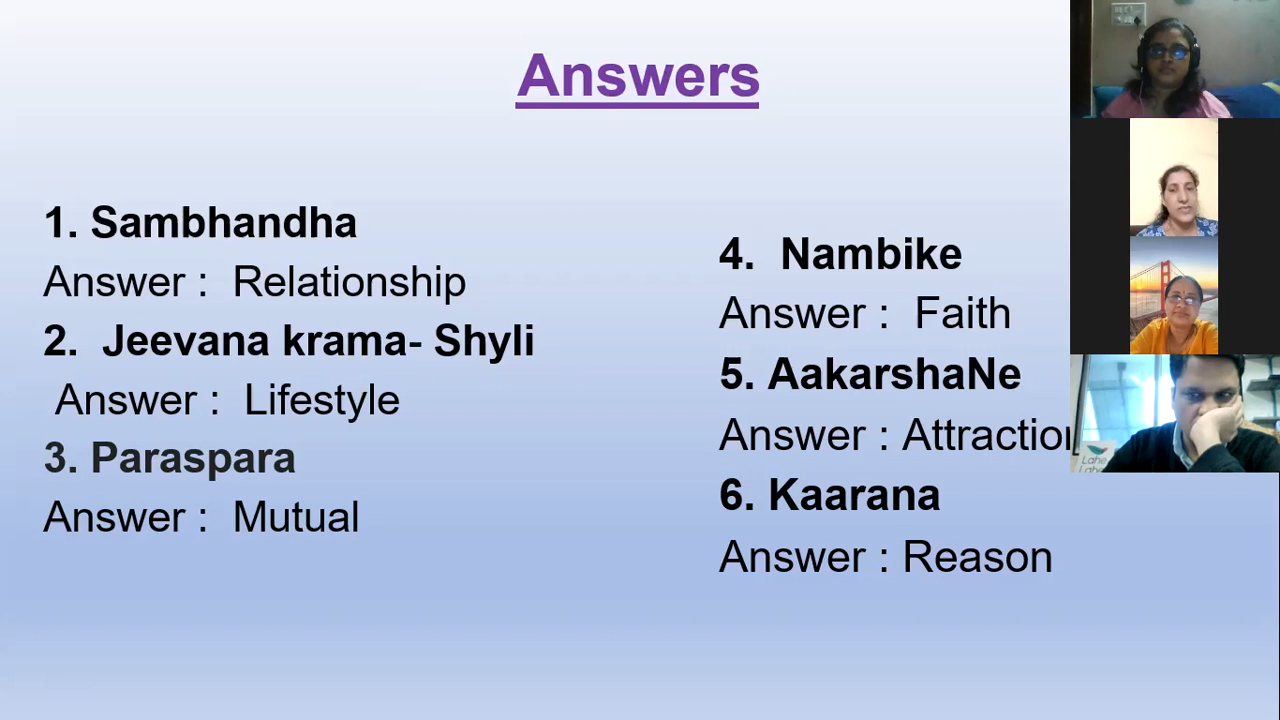 Answers
1. Sambhandha
Answer :  Relationship
2.  Jeevana krama- Shyli
Answer :  Lifestyle
3. Paraspara
Answer :  Mutual
4.  Nambike
Answer :  Faith
5. AakarshaNe
Answer : Attraction
6. Kaarana
Answer : Reason